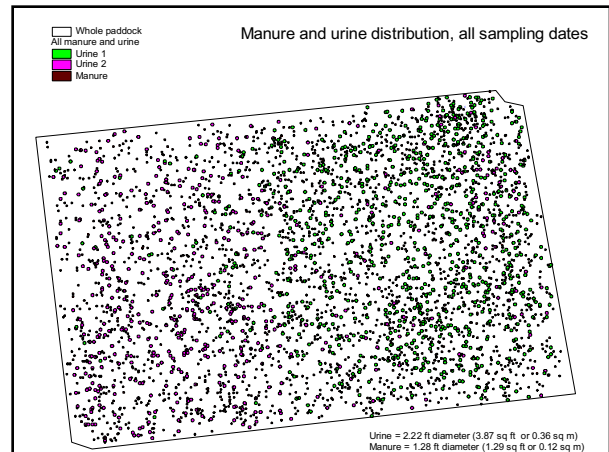 Manure and urine distribution, all sampling dates
Whole paddock
All manure and urine
Urine 1
Urine 2
Manure
Urine = 2.22 ft diameter (3.87 sq ft or 0.36 sq m)
Manure = 1.28 ft diameter (1.29 sq ft or 0.12 sq m)